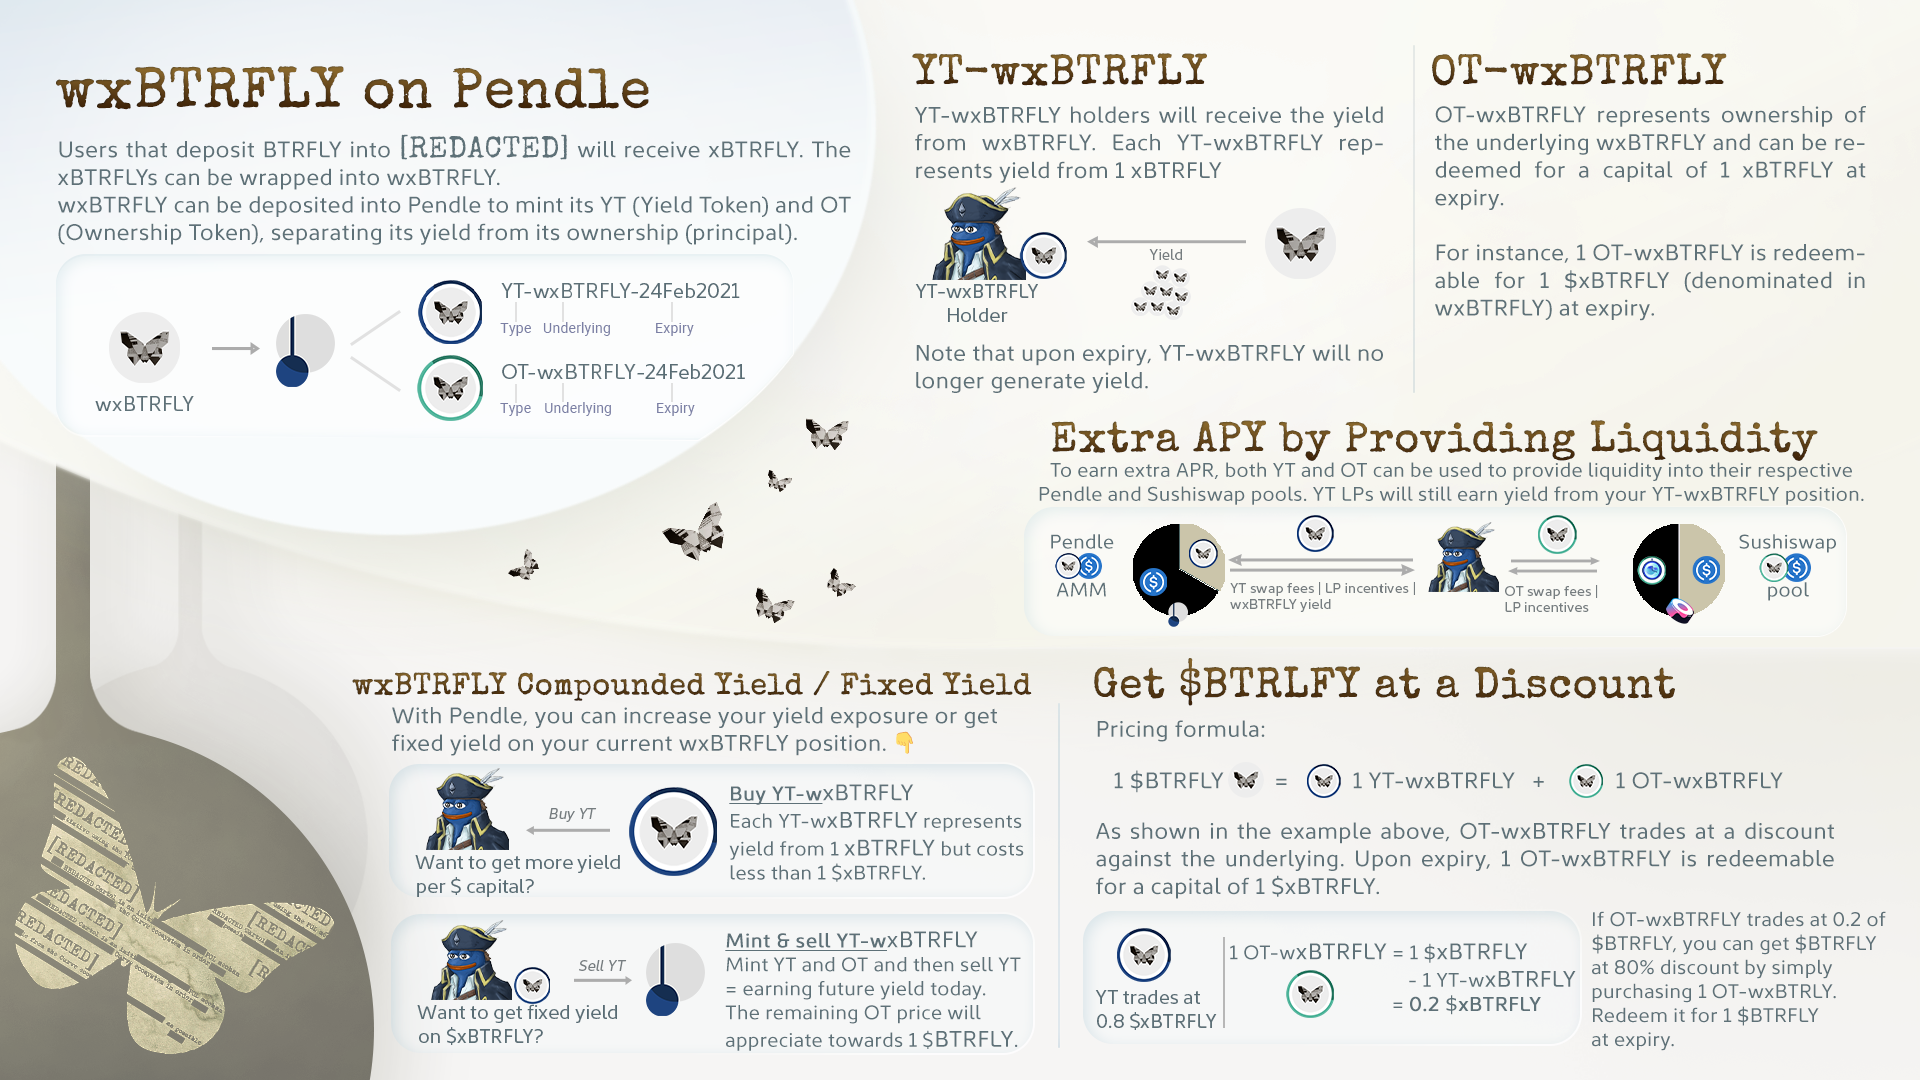 wxBTRFLY on Pendle
Users that deposit BTRFLY into [REDACTED] will receive xBTRFLY. The
xBTRFLYs can be wrapped into wxBTRFLY.
wxBTRFLY can be deposited into Pendle to mint its YT (Yield Token) and OT
(Ownership Token), separating its yield from its ownership (principal).
wxBTRFLY
YT-wxBTRFLY-24Feb2021
Type Underlying Expiry
OT-wxBTRFLY-24Feb2021
Type Underlying Expiry
YT-wxBTRFLY
YT-wxBTRFLY holders will receive the yield
from wxBTRFLY. Each YT-wxBTRFLY rep-
resents yield from 1 xBTRFLY
Yield
YT-wxBTRFLY
Holder
Note that upon expiry, YT-wxBTRFLY will no
longer generate yield.
OT-wxBTRFLY
OT-wxBTRFLY represents ownership of
the underlying wxBTRFLY and can be re-
deemed for a capital of 1 xBTRFLY at
expiry.
For instance, 1 OT-wxBTRFLY is redeem-
able for 1 $xBTRFLY (denominated in
wxBTRFLY) at expiry.
Extra APY by Providing Liquidity
To earn extra APR, both YT and OT can be used to provide liquidity into their respective
Pendle and Sushiswap pools. YT LPs will still earn yield from your YT-wxBTRFLY position.
Pendle
AMM
YT swap fees | LP incentives |
wxBTRFLY yield
OT swap fees |
LP incentives
Sushiswap
pool
wxBTRFLY Compounded Yield / Fixed Yield
With Pendle, you can increase your yield exposure or get
fixed yield on your current wxBTRFLY position. 👇
Buy YT
Want to get more yield
per $ capital?
Buy YT-wxBTRFLY
Each YT-wxBTRFLY represents
yield from 1 xBTRFLY but costs
less than 1 $xBTRFLY.
Sell YT
Want to get fixed yield
on $xBTRFLY?
Mint & sell YT-wxBTRFLY
Mint YT and OT and then sell YT
= earning future yield today.
The remaining OT price will
appreciate towards 1 $BTRFLY.
Get $BTRLFY at a Discount
Pricing formula:
1 $BTRFLY = 1 YT-wxBTRFLY + 1 OT-wxBTRFLY
As shown in the example above, OT-wxBTRFLY trades at a discount
against the underlying. Upon expiry, 1 OT-wxBTRFLY is redeemable
for a capital of 1 $xBTRFLY.
YT trades at
0.8 $xBTRFLY
1 OT-wxBTRFLY = 1 $xBTRFLY
- 1 YT-wxBTRFLY
= 0.2 $xBTRFLY
If OT-wxBTRFLY trades at 0.2 of
$BTRFLY, you can get $BTRFLY
at 80% discount by simply
purchasing 1 OT-wxBTRLY.
Redeem it for 1 $BTRFLY
at expiry.
[REDACTED]
[REDACTED]